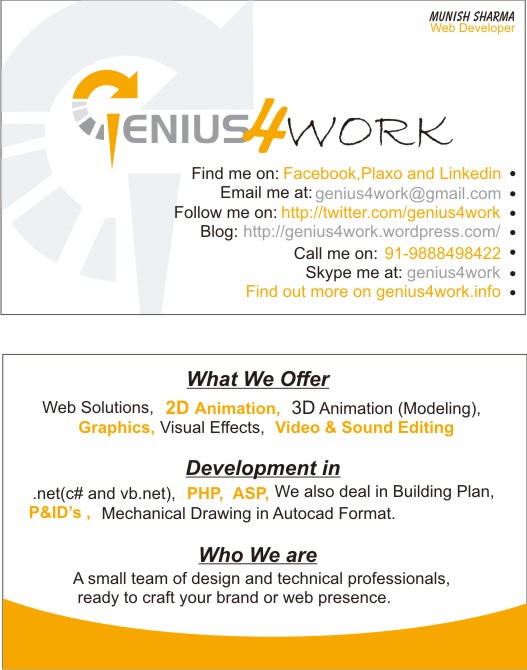 MUNISH SHARMA
Web Developer
GENIUS4WORK
Find me on: Facebook,Plaxo and Linkedin •
Email me at: genius4work@gmail.com •
Follow me on: http://twitter.com/genius4work •
Blog: http://genius4work.wordpress.com/ •
Call me on: 91-9888498422 •
Skype me at: genius4work •
Find out more on genius4work.info •
What We Offer
Web Solutions, 2D Animation, 3D Animation (Modeling),
Graphics, Visual Effects, Video & Sound Editing
Development in
.net(c# and vb.net), PHP, ASP, We also deal in Building Plan,
P&ID's , Mechanical Drawing in Autocad Format.
Who We are
A small team of design and technical professionals,
ready to craft your brand or web presence.